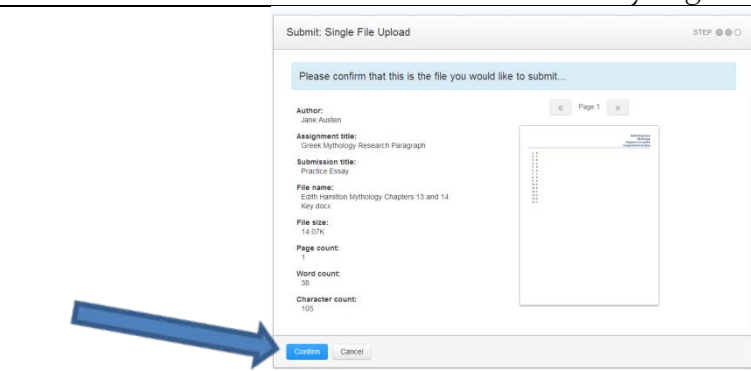 Submit: Single File Upload
STEP
Please confirm that this is the file you would like to submit...
« Page 1 »
Author:
Jane Austen
Assignment title:
Greek Mythology Research Paragraph
Submission title:
Practice Essay
File name:
Edith Hamilton Mythology Chapters 13 and 14
Key.docx
File size:
14.07K
Page count:
1
Word count:
38
Character count:
105
Confirm Cancel